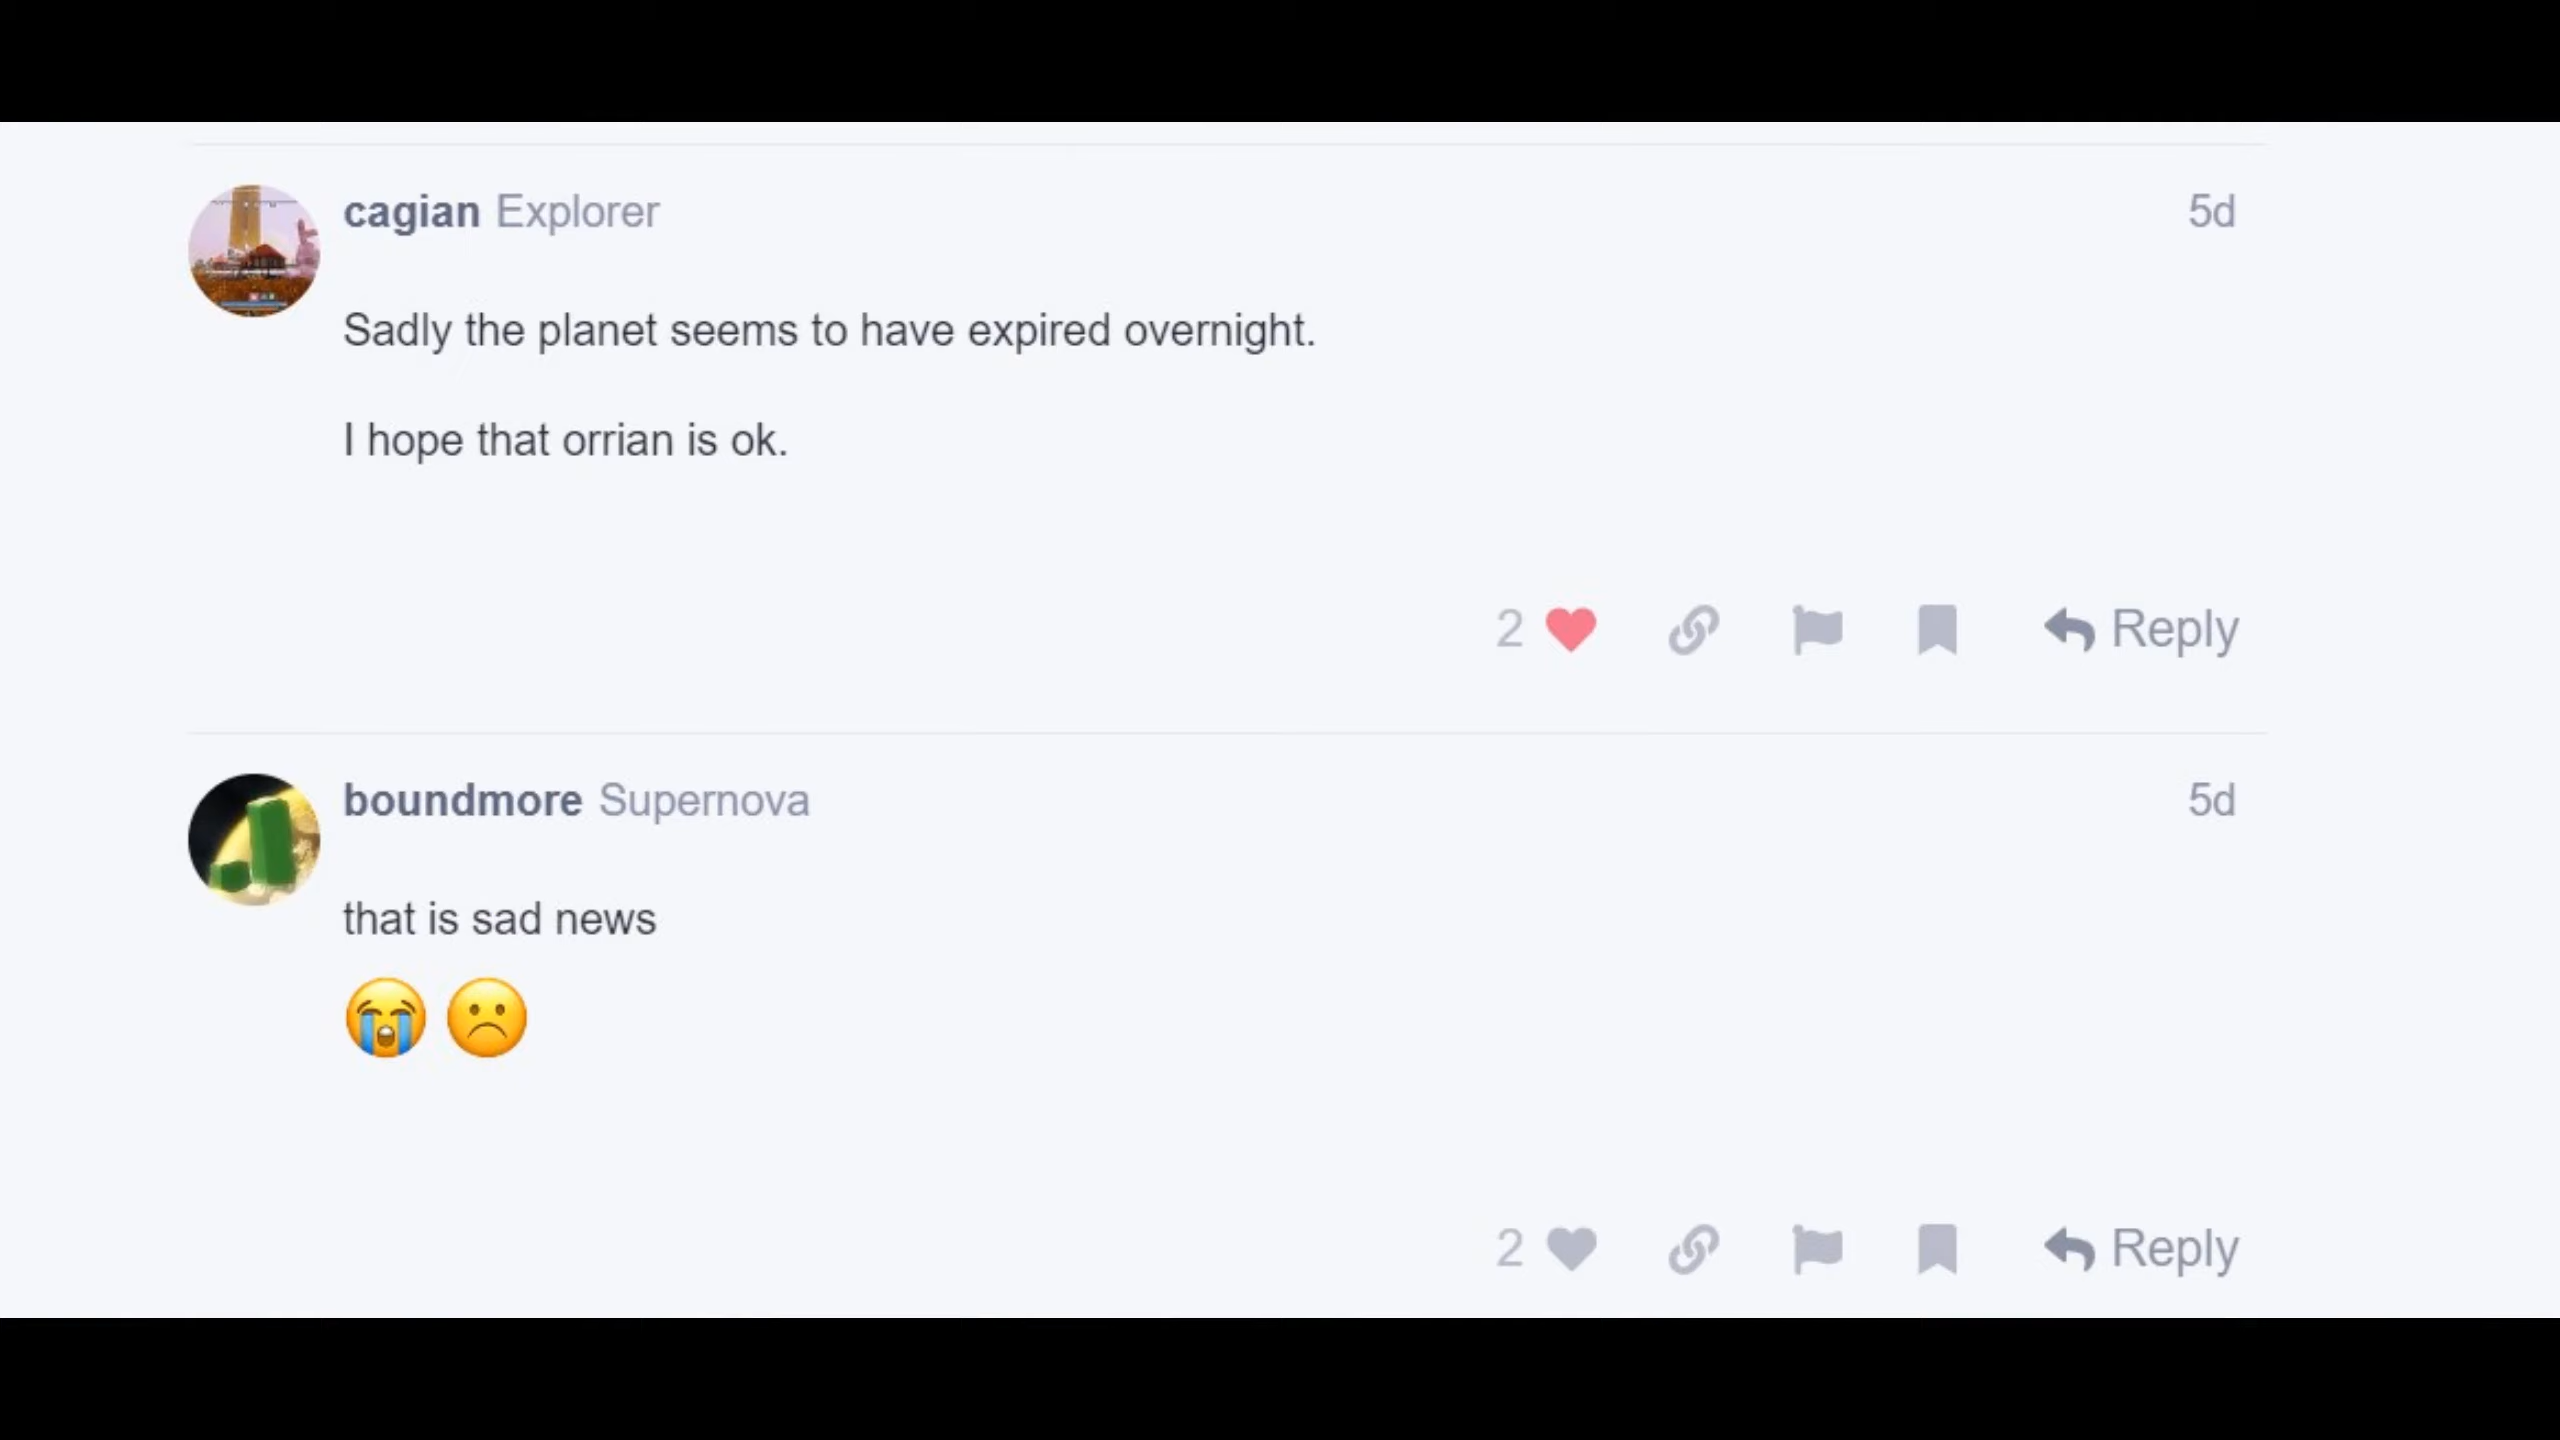 cagian Explorer 5d
Sadly the planet seems to have expired overnight.
I hope that orrian is ok.
2 Reply
boundmore Supernova 5d
that is sad news
😭 ☹️
2 Reply